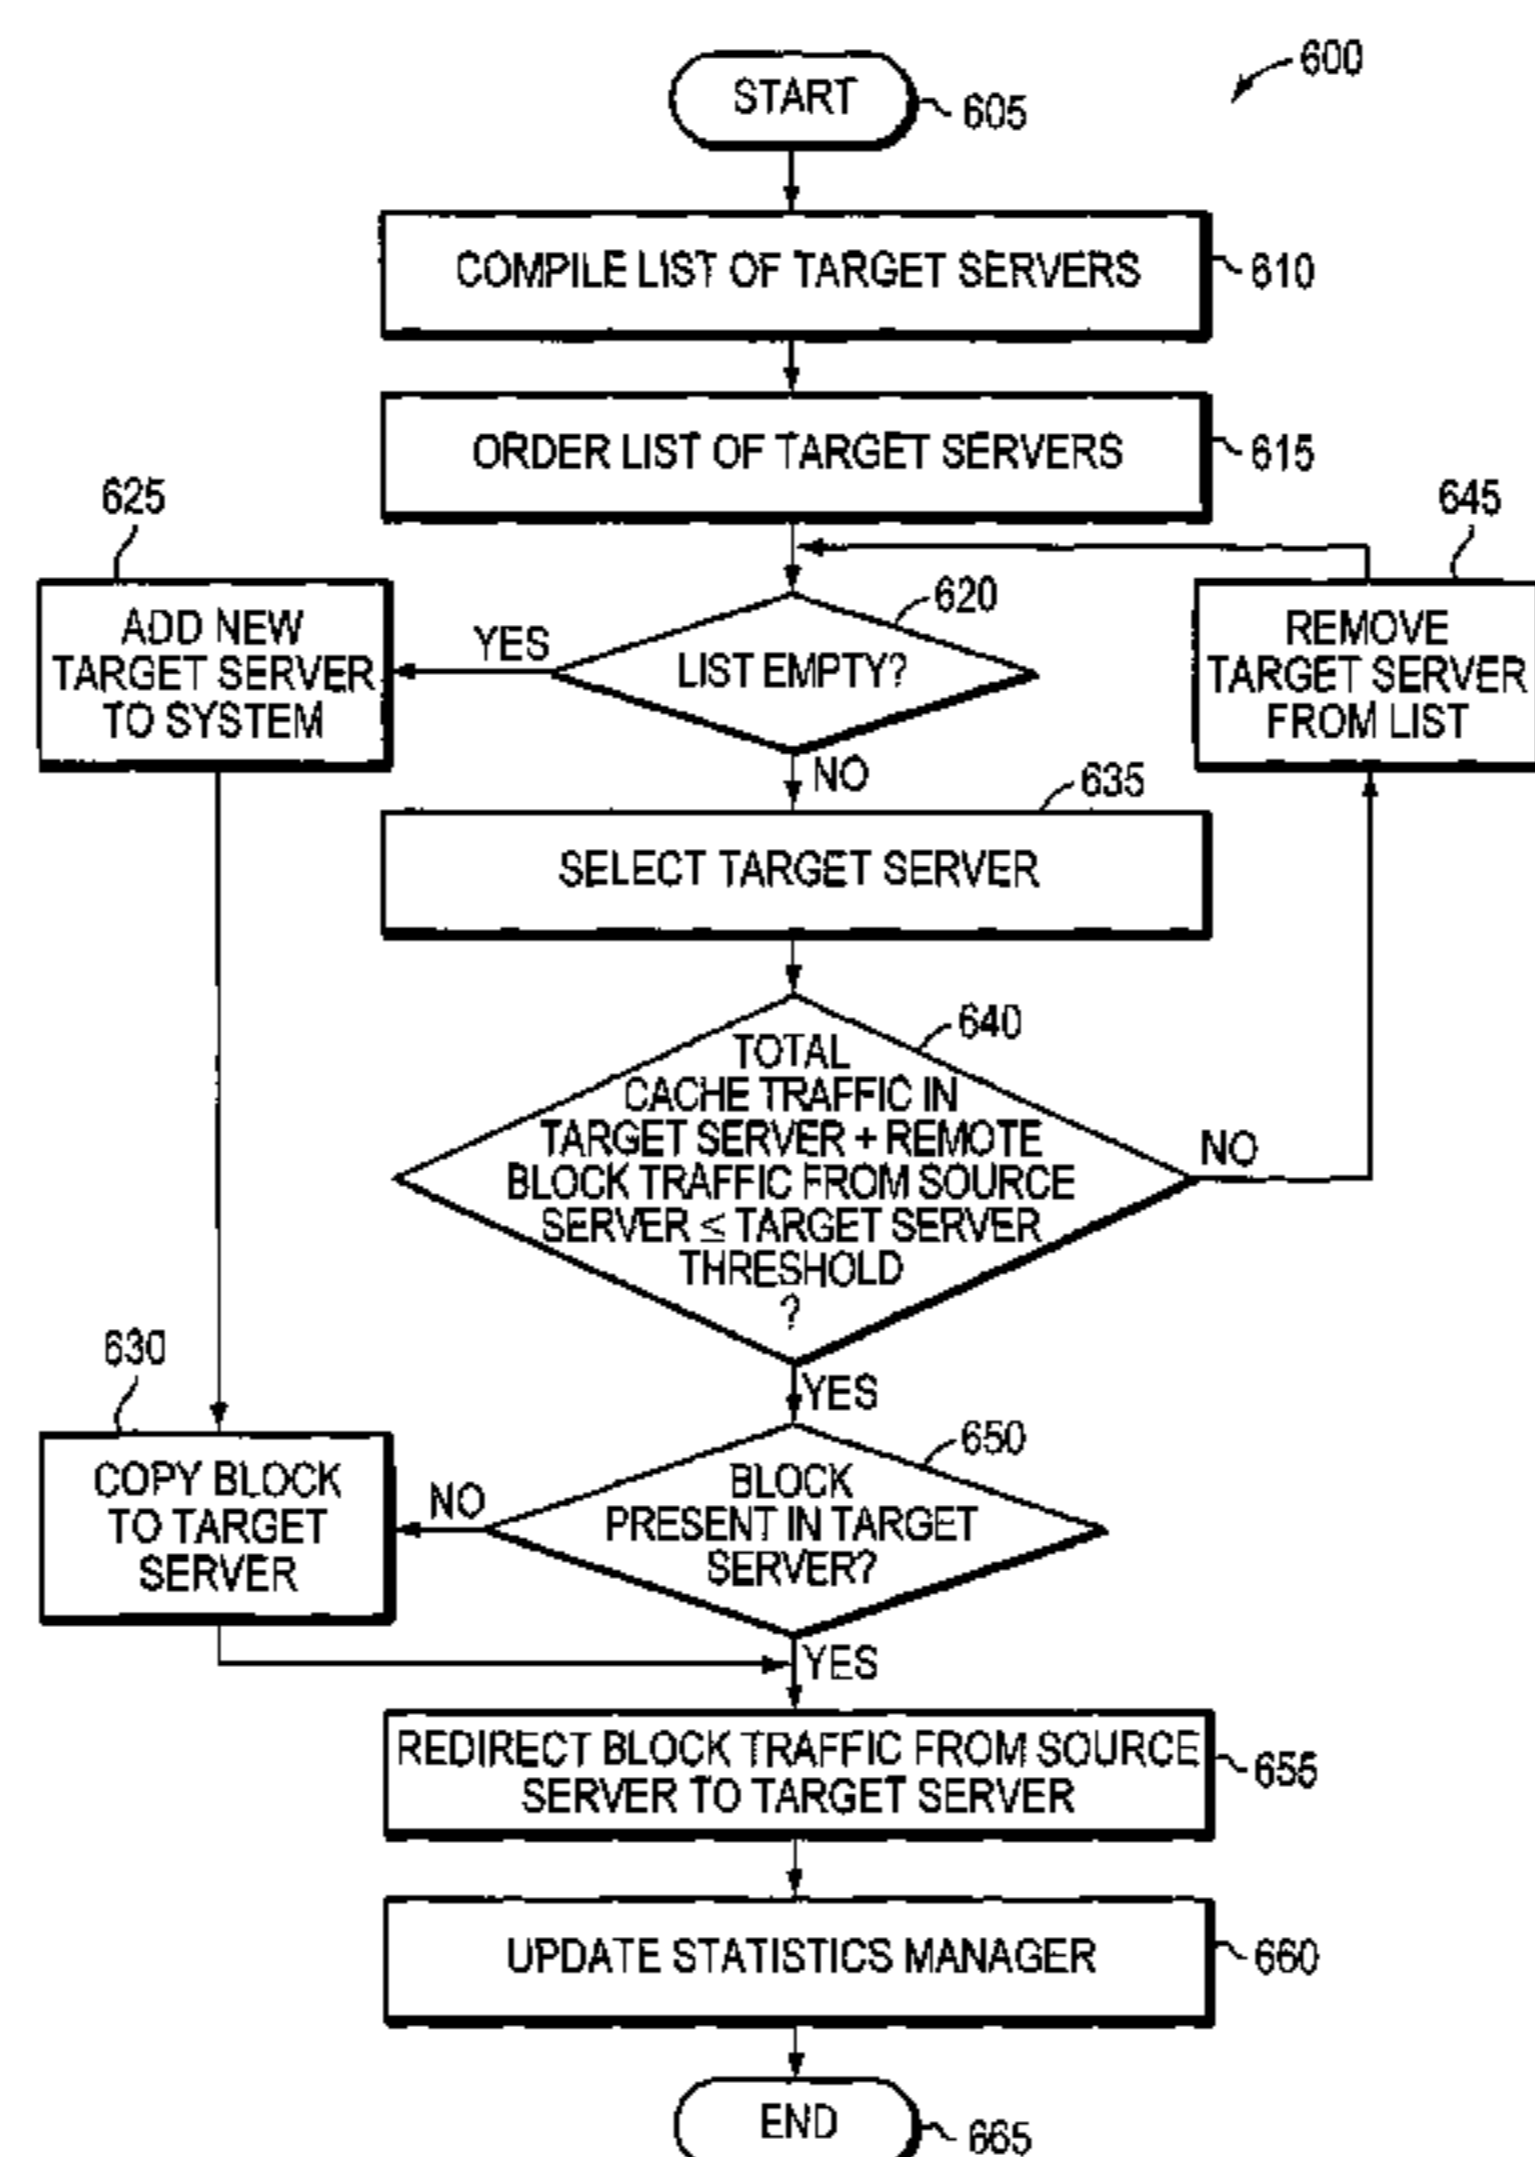 600
START
605
COMPILE LIST OF TARGET SERVERS
610
ORDER LIST OF TARGET SERVERS
615
625
645
ADD NEW
TARGET SERVER
TO SYSTEM
YES
620
LIST EMPTY?
REMOVE
TARGET SERVER
FROM LIST
NO
635
SELECT TARGET SERVER
640
TOTAL
CACHE TRAFFIC IN
TARGET SERVER + REMOTE
BLOCK TRAFFIC FROM SOURCE
SERVER ≤ TARGET SERVER
THRESHOLD
?
NO
YES
630
COPY BLOCK
TO TARGET
SERVER
NO
650
BLOCK
PRESENT IN TARGET
SERVER?
YES
REDIRECT BLOCK TRAFFIC FROM SOURCE
SERVER TO TARGET SERVER
655
UPDATE STATISTICS MANAGER
660
END
665